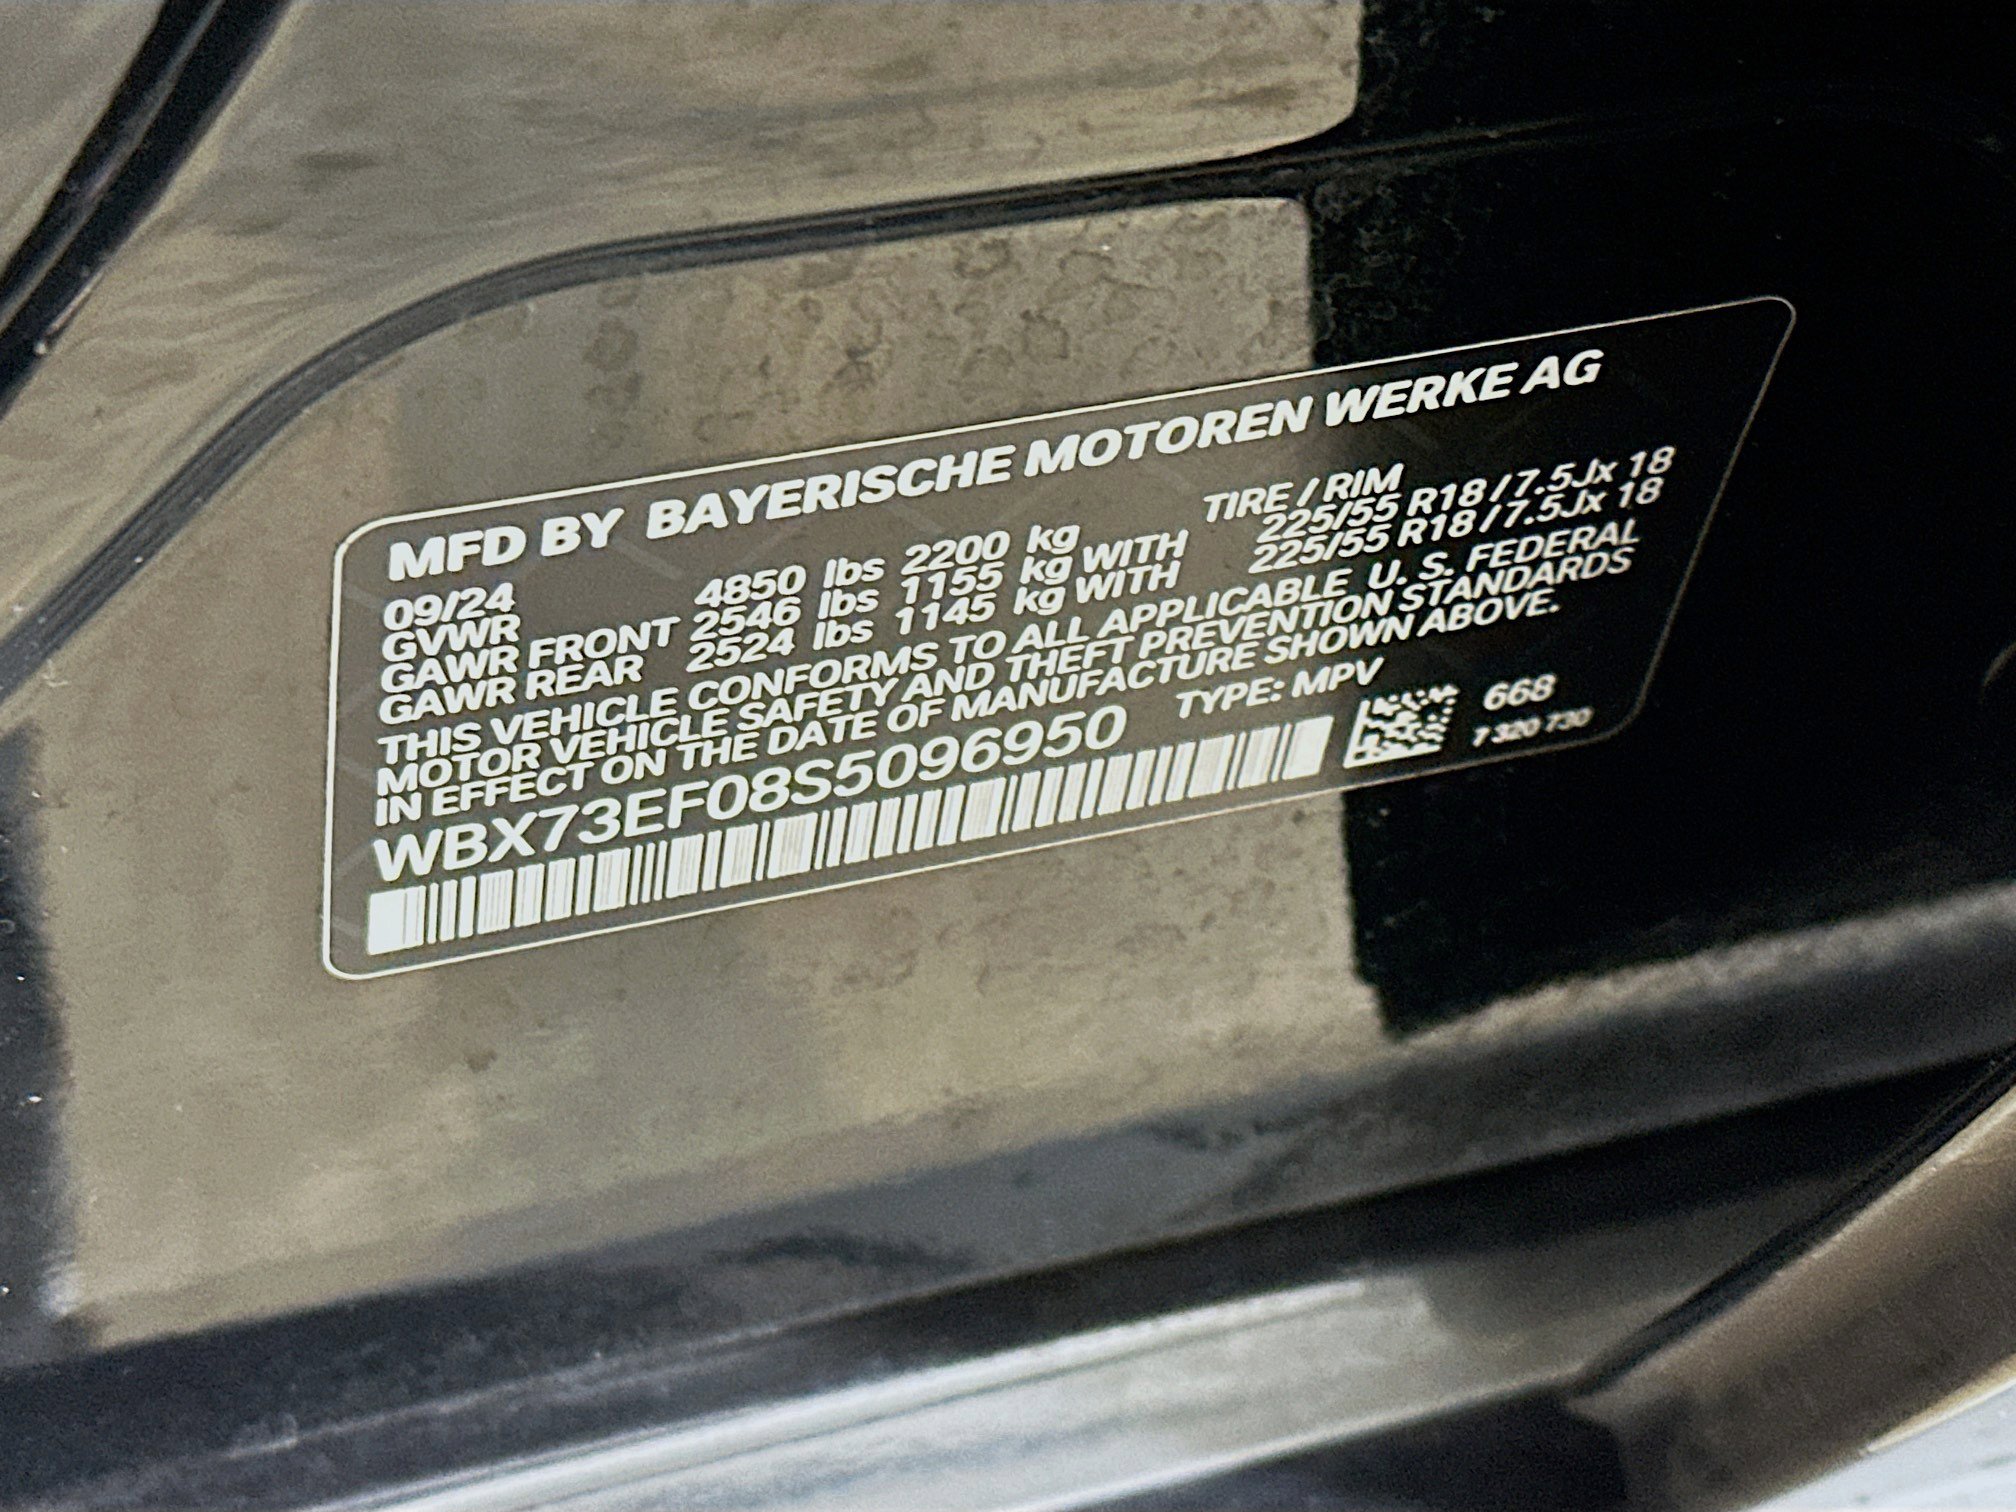 MFD BY BAYERISCHE MOTOREN WERKE AG
09/24 TIRE / RIM
GVWR 4850 lbs 2200 kg
GAWR FRONT 2546 lbs 1155 kg WITH 225/55 R18 / 7.5Jx 18
GAWR REAR 2524 lbs 1145 kg WITH 225/55 R18 / 7.5Jx 18
THIS VEHICLE CONFORMS TO ALL APPLICABLE U. S. FEDERAL
MOTOR VEHICLE SAFETY AND THEFT PREVENTION STANDARDS
IN EFFECT ON THE DATE OF MANUFACTURE SHOWN ABOVE.
WBX73EF08S5096950 TYPE: MPV
668
7 320 730